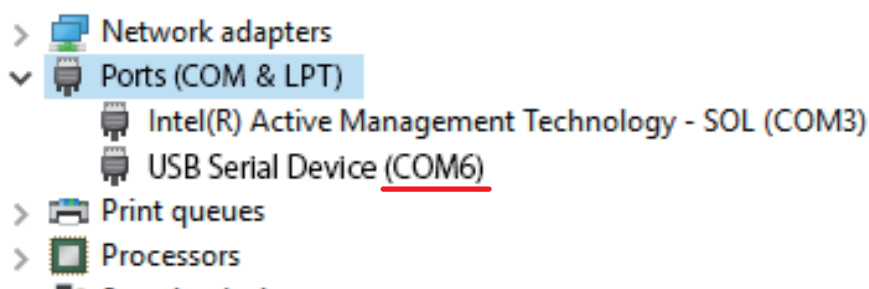 Network adapters
Ports (COM & LPT)
Intel(R) Active Management Technology - SOL (COM3)
USB Serial Device (COM6)
Print queues
Processors